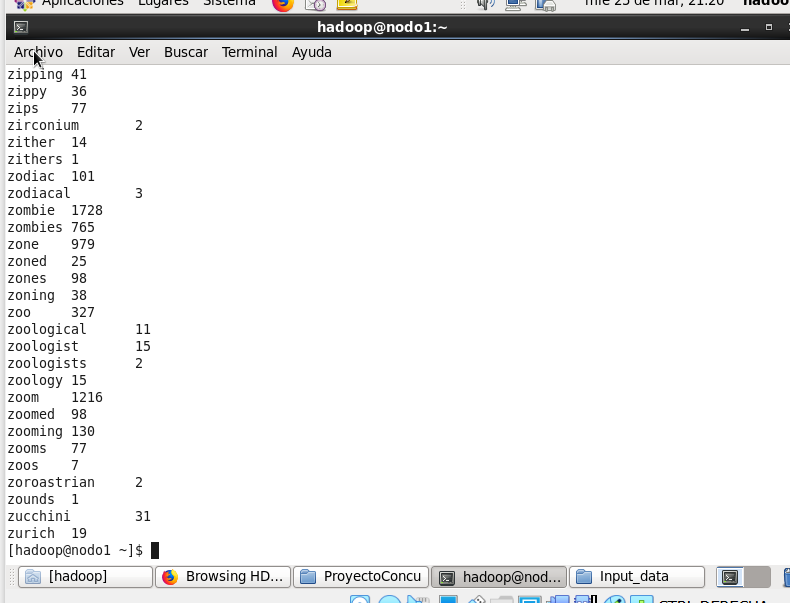 Aplicaciones Lugares Sistema mié 25 de mar, 21:20 hadoo
hadoop@nodo1:~
Archivo Editar Ver Buscar Terminal Ayuda
zipping 41
zippy 36
zips 77
zirconium 2
zither 14
zithers 1
zodiac 101
zodiacal 3
zombie 1728
zombies 765
zone 979
zoned 25
zones 98
zoning 38
zoo 327
zoological 11
zoologist 15
zoologists 2
zoology 15
zoom 1216
zoomed 98
zooming 130
zooms 77
zoos 7
zoroastrian 2
zounds 1
zucchini 31
zurich 19
[hadoop@nodo1 ~]$
[hadoop] Browsing HD... ProyectoConcu hadoop@nod... Input_data
CTRL DERECHA